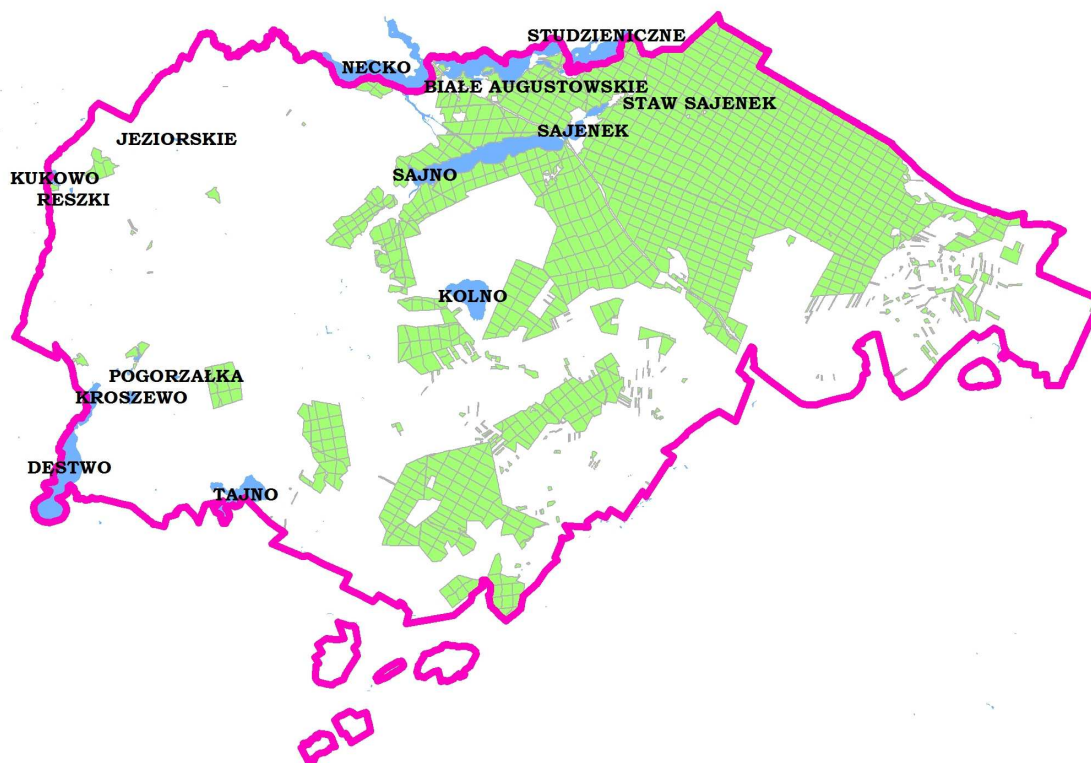 STUDZIENICZNE
NECKO
BIAŁE AUGUSTOWSKIE
STAW SAJENEK
SAJENEK
JEZIORSKIE
SAJNO
KUKOWO
RESZKI
KOLNO
POGORZAŁKA
KROSZEWO
DĘSTWO
TAJNO